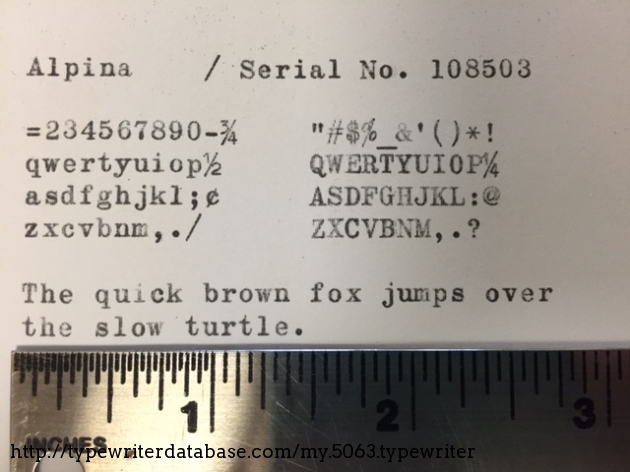 Alpina / Serial No. 108503
=234567890-¾ "#$%_&'()*!
qwertyuiop½ QWERTYUIOP¼
asdfghjkl;¢ ASDFGHJKL:@
zxcvbnm,./ ZXCVBNM,.?
The quick brown fox jumps over
the slow turtle.
1 2 3
INCHES
http://typewriterdatabase.com/my.5063.typewriter